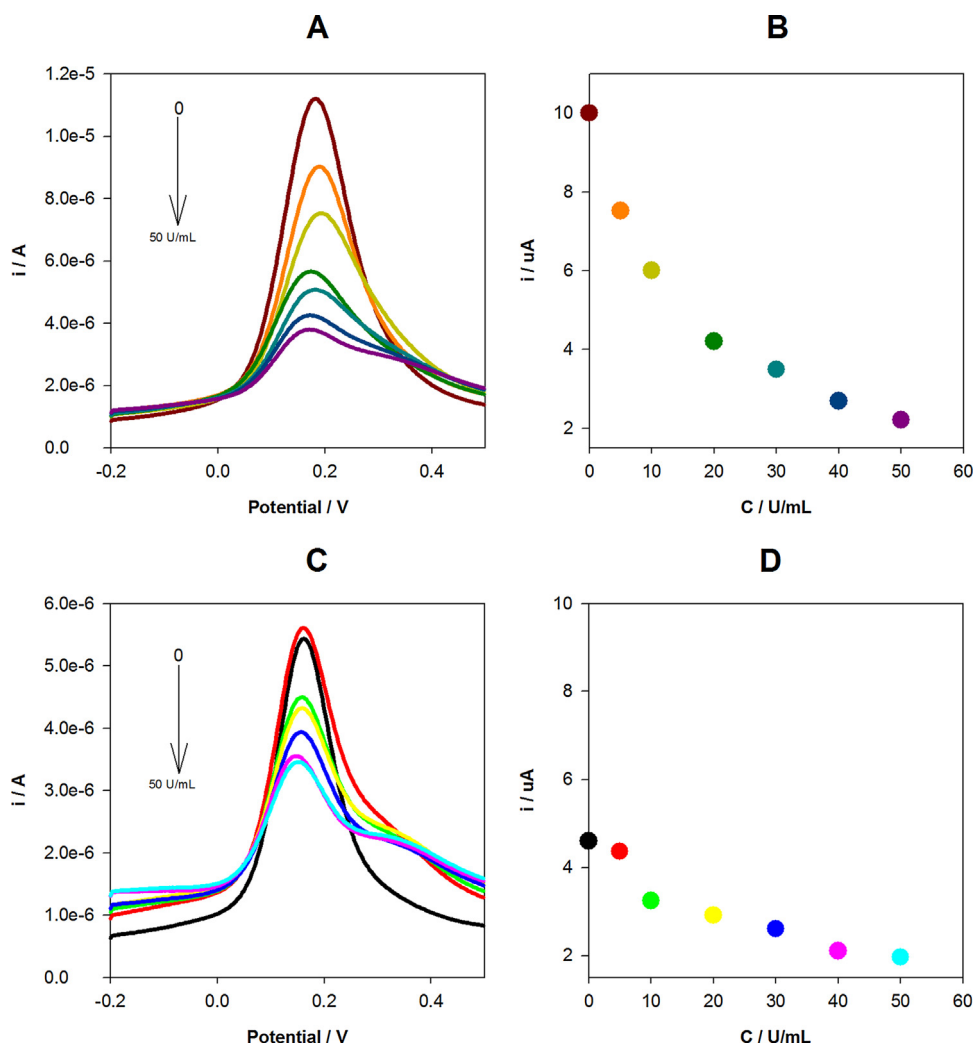 A
1.2e-5
1.0e-5
8.0e-6
6.0e-6
4.0e-6
2.0e-6
0.0
i / A
0
50 U/mL
-0.2
0.0
0.2
0.4
Potential / V
B
10
8
6
4
2
i / uA
0
10
20
30
40
50
60
C / U/mL
C
6.0e-6
5.0e-6
4.0e-6
3.0e-6
2.0e-6
1.0e-6
0.0
i / A
0
50 U/mL
-0.2
0.0
0.2
0.4
Potential / V
D
10
8
6
4
2
i / uA
0
10
20
30
40
50
60
C / U/mL